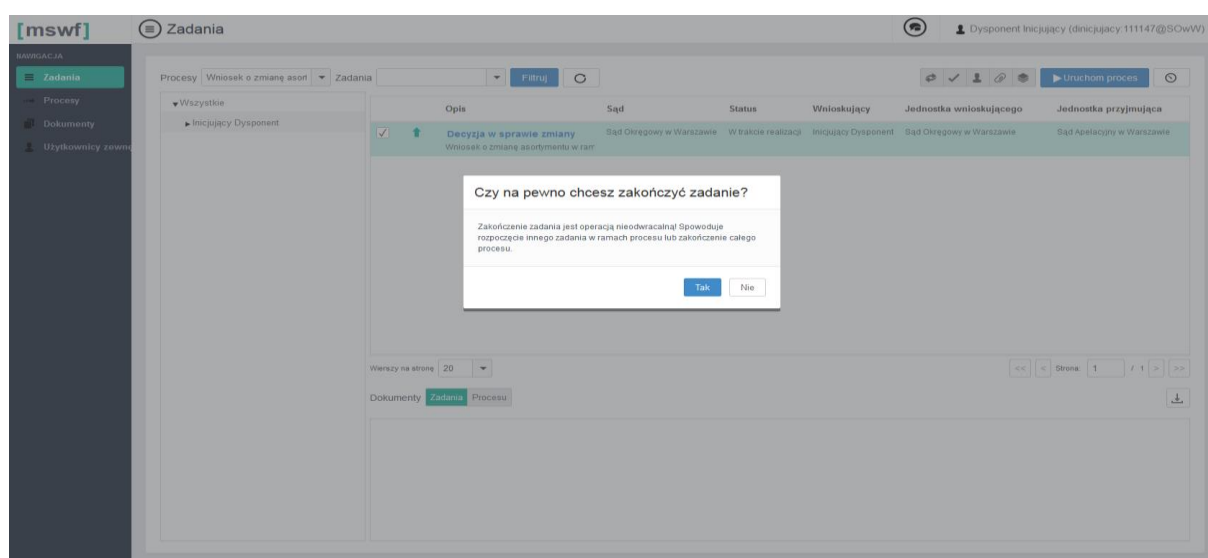 [mswf]
Zadania
Dysponent Inicjujący (dinicjujacy.111147@SOwW)
NAWIGACJA
Zadania
Procesy
Dokumenty
Użytkownicy zewnę
Procesy Wniosek o zmianę asort Zadania Filtruj Uruchom proces
Wszystkie
Inicjujący Dysponent
Opis Sąd Status Wnioskujący Jednostka wnioskującego Jednostka przyjmująca
Decyzja w sprawie zmiany Sąd Okręgowy w Warszawie W trakcie realizacji Inicjujący Dysponent Sąd Okręgowy w Warszawie Sąd Apelacyjny w Warszawie
Wniosek o zmianę asortymentu w ram
Czy na pewno chcesz zakończyć zadanie?
Zakończenie zadania jest operacją nieodwracalną! Spowoduje
rozpoczęcie innego zadania w ramach procesu lub zakończenie całego
procesu.
Tak Nie
Wierszy na stronę 20 << < Strona: 1 / 1 > >>
Dokumenty Zadania Procesu